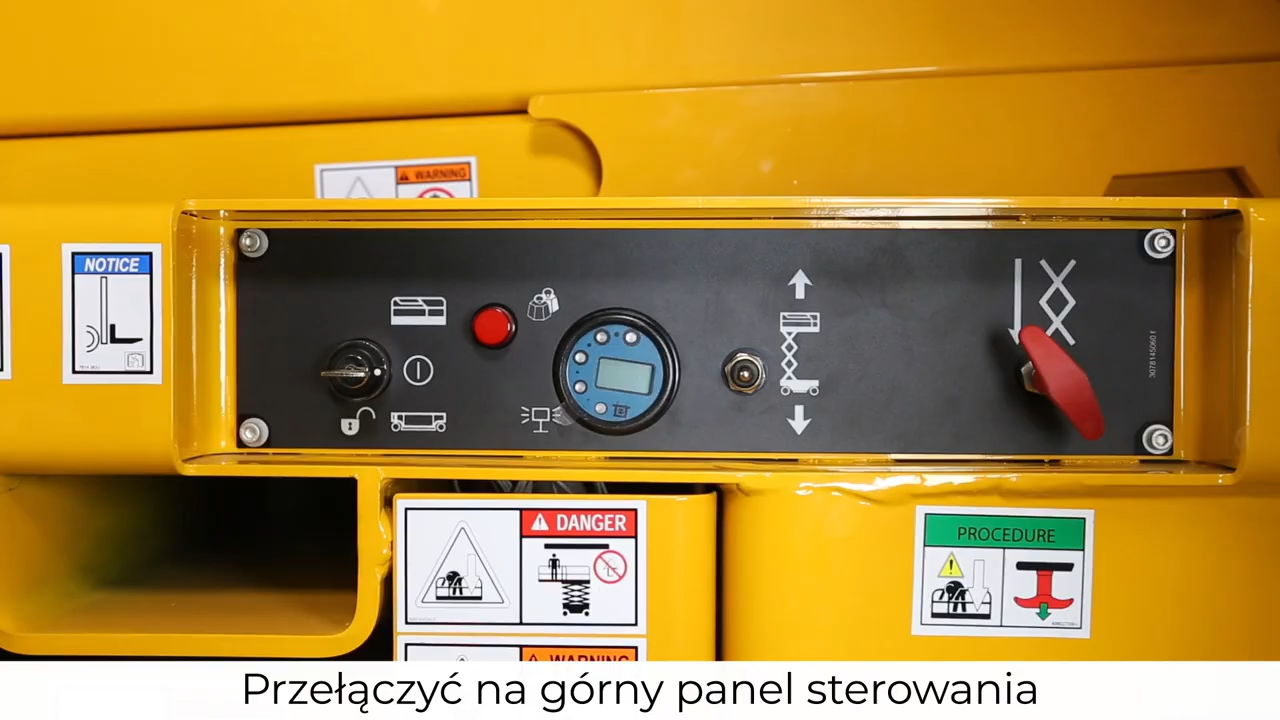 WARNING
NOTICE
DANGER
PROCEDURE
WARNING
Przełączyć na górny panel sterowania